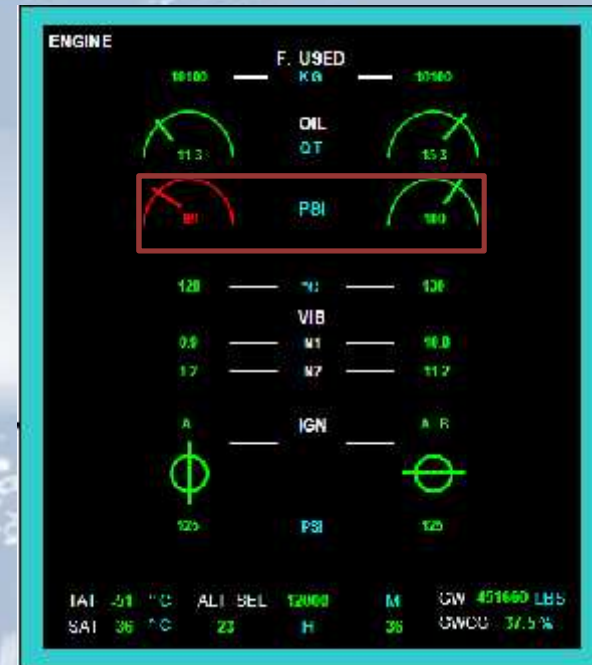 ENGINE
F. USED
10100 KG 10100
OIL
11.3 QT 15.3
PSI 100
120 °C 130
VIB
0.9 N1 10.0
1.2 N2 11.2
A IGN A B
125 PSI 125
TAT -51 °C ALT SEL 12000 M GW 451660 LBS
SAT 36 °C 23 H 36 GWCG 37.5 %